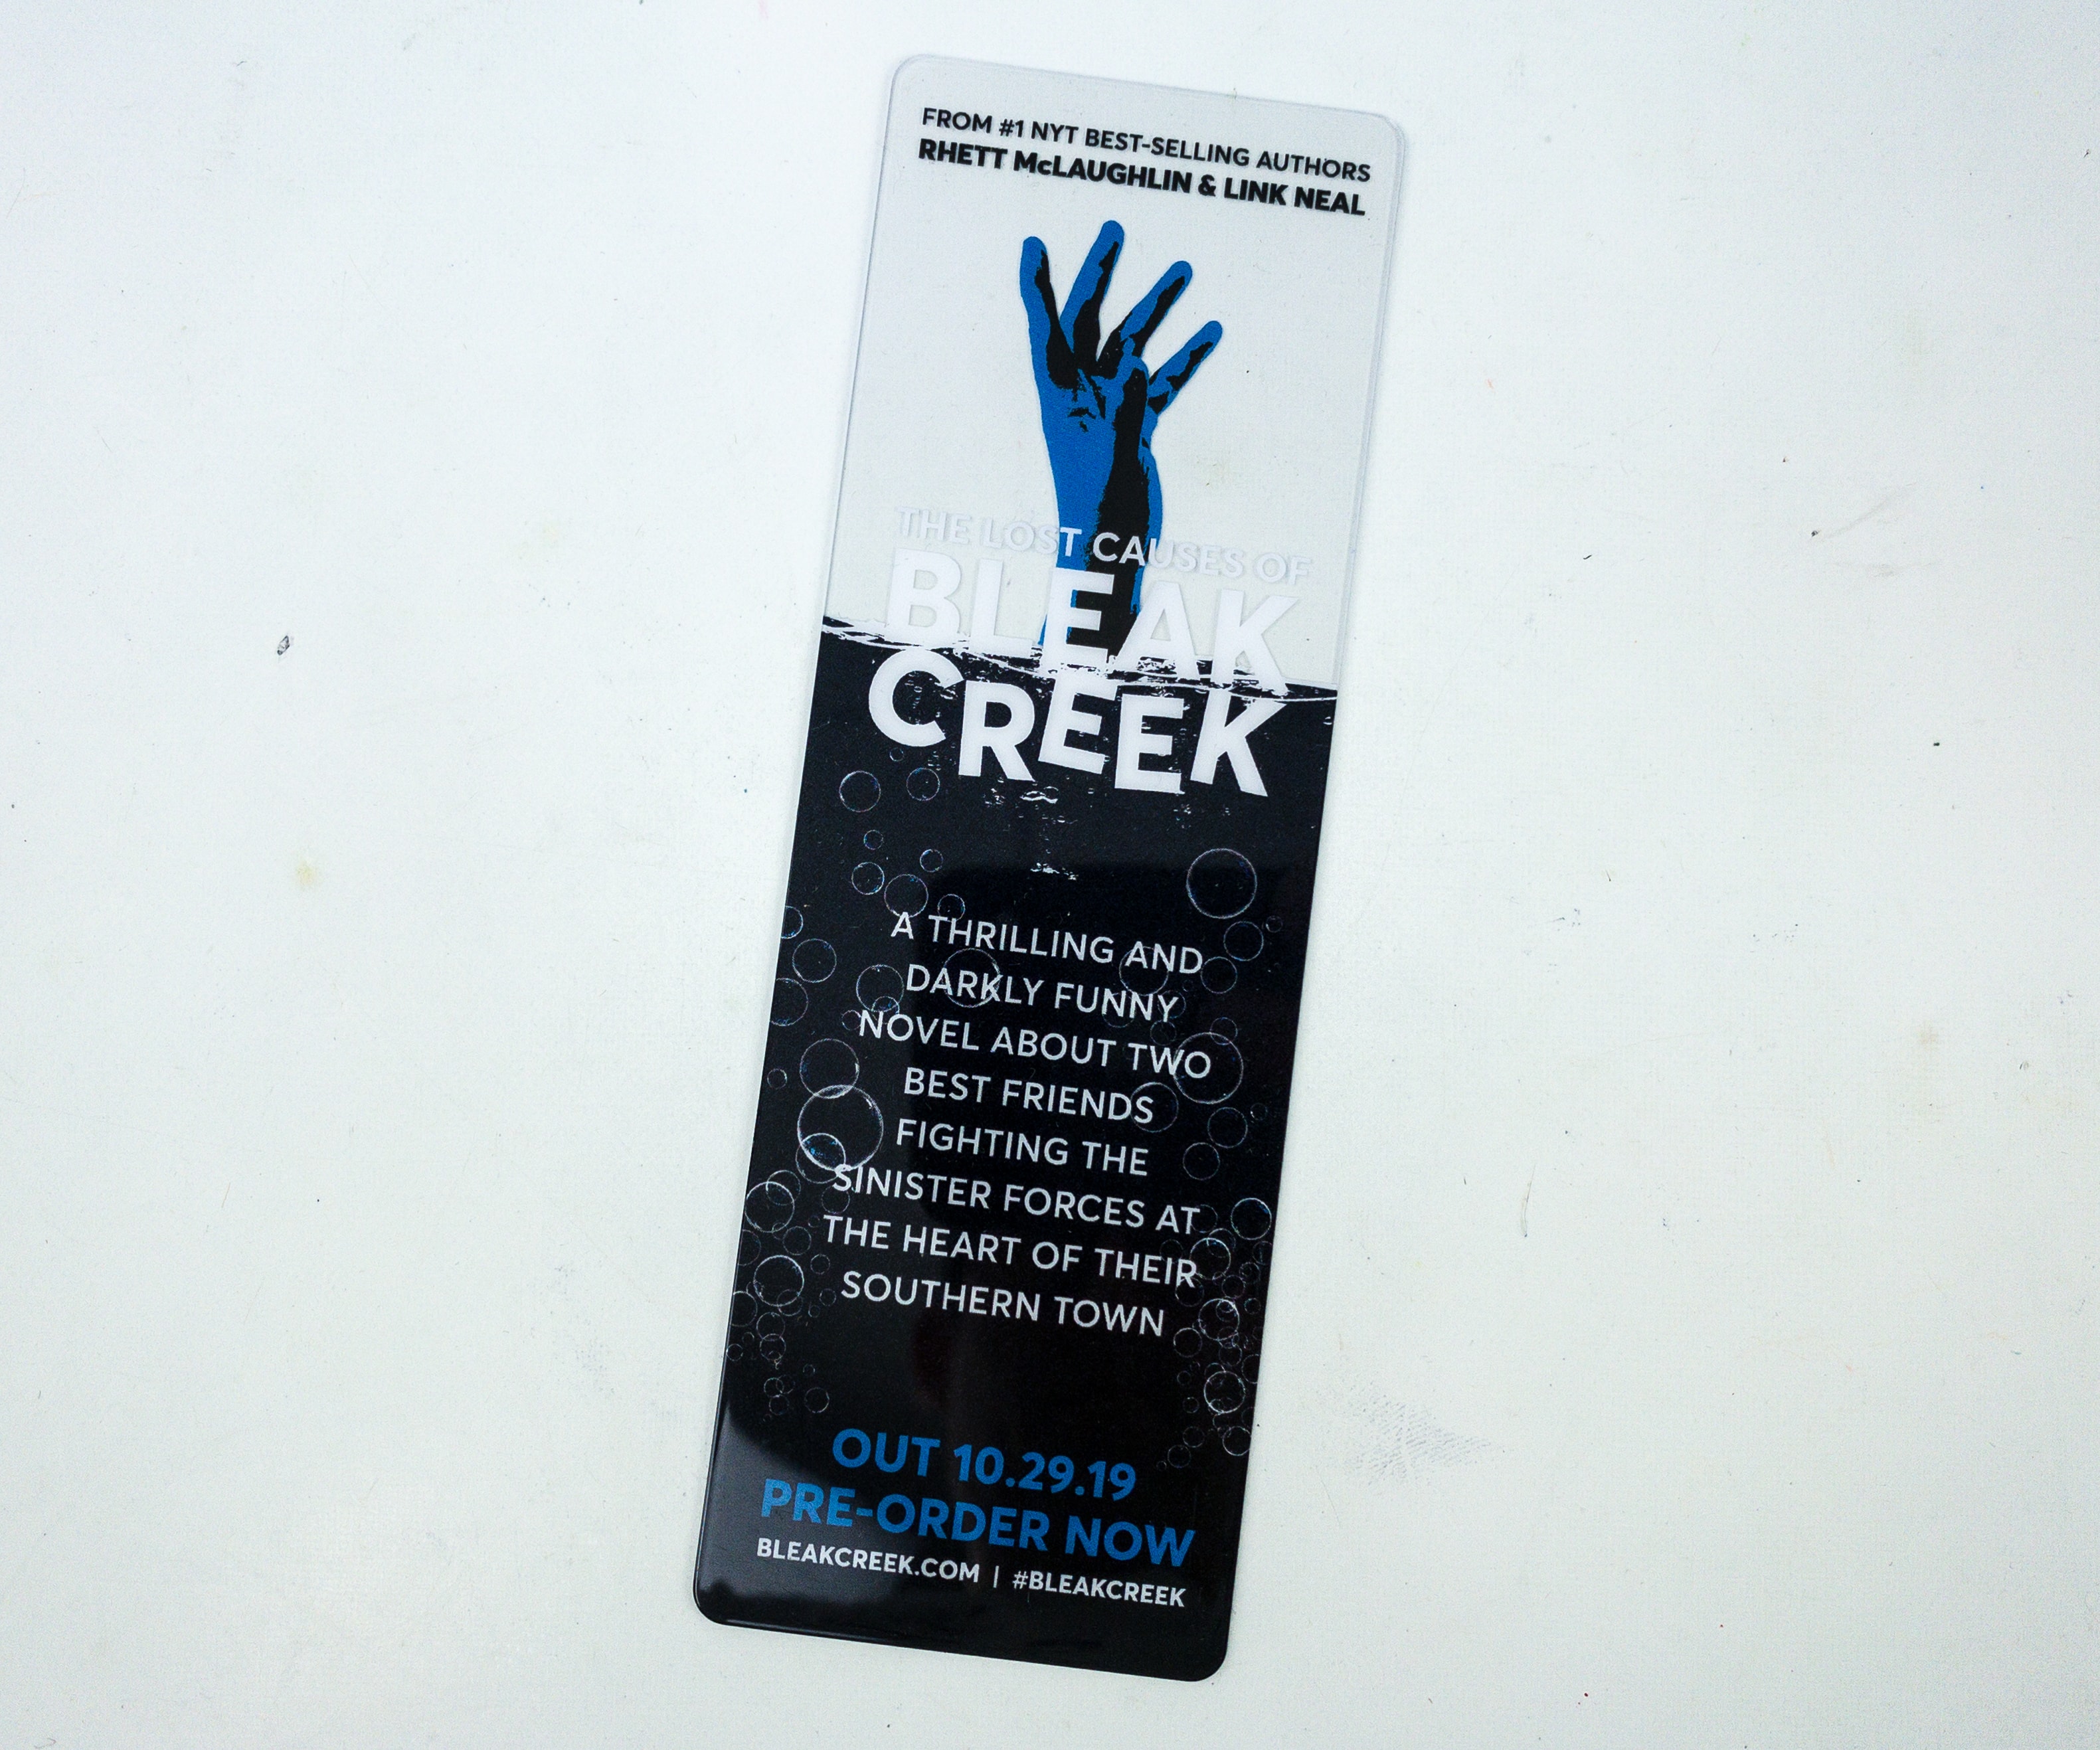 FROM #1 NYT BEST-SELLING AUTHORS
RHETT McLAUGHLIN & LINK NEAL
THE LOST CAUSES OF
BLEAK
CREEK
A THRILLING AND
DARKLY FUNNY
NOVEL ABOUT TWO
BEST FRIENDS
FIGHTING THE
SINISTER FORCES AT
THE HEART OF THEIR
SOUTHERN TOWN
OUT 10.29.19
PRE-ORDER NOW
BLEAKCREEK.COM | #BLEAKCREEK